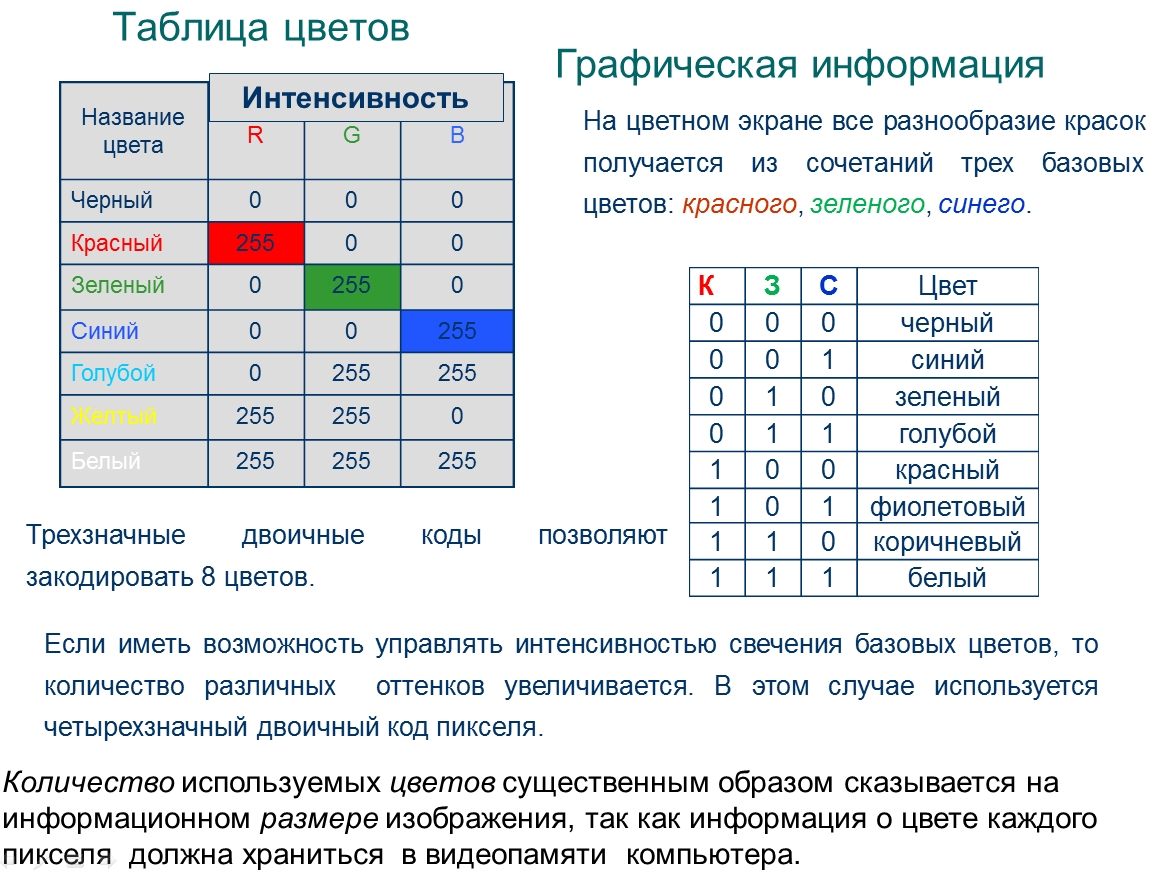 Таблица цветов
Графическая информация
Название цвета
Интенсивность
R G B
Черный 0 0 0
Красный 255 0 0
Зеленый 0 255 0
Синий 0 0 255
Голубой 0 255 255
Желтый 255 255 0
Белый 255 255 255
На цветном экране все разнообразие красок
получается из сочетаний трех базовых
цветов: красного, зеленого, синего.
К З С Цвет
0 0 0 черный
0 0 1 синий
0 1 0 зеленый
0 1 1 голубой
1 0 0 красный
1 0 1 фиолетовый
1 1 0 коричневый
1 1 1 белый
Трехзначные двоичные коды позволяют
закодировать 8 цветов.
Если иметь возможность управлять интенсивностью свечения базовых цветов, то
количество различных оттенков увеличивается. В этом случае используется
четырехзначный двоичный код пикселя.
Количество используемых цветов существенным образом сказывается на
информационном размере изображения, так как информация о цвете каждого
пикселя должна храниться в видеопамяти компьютера.